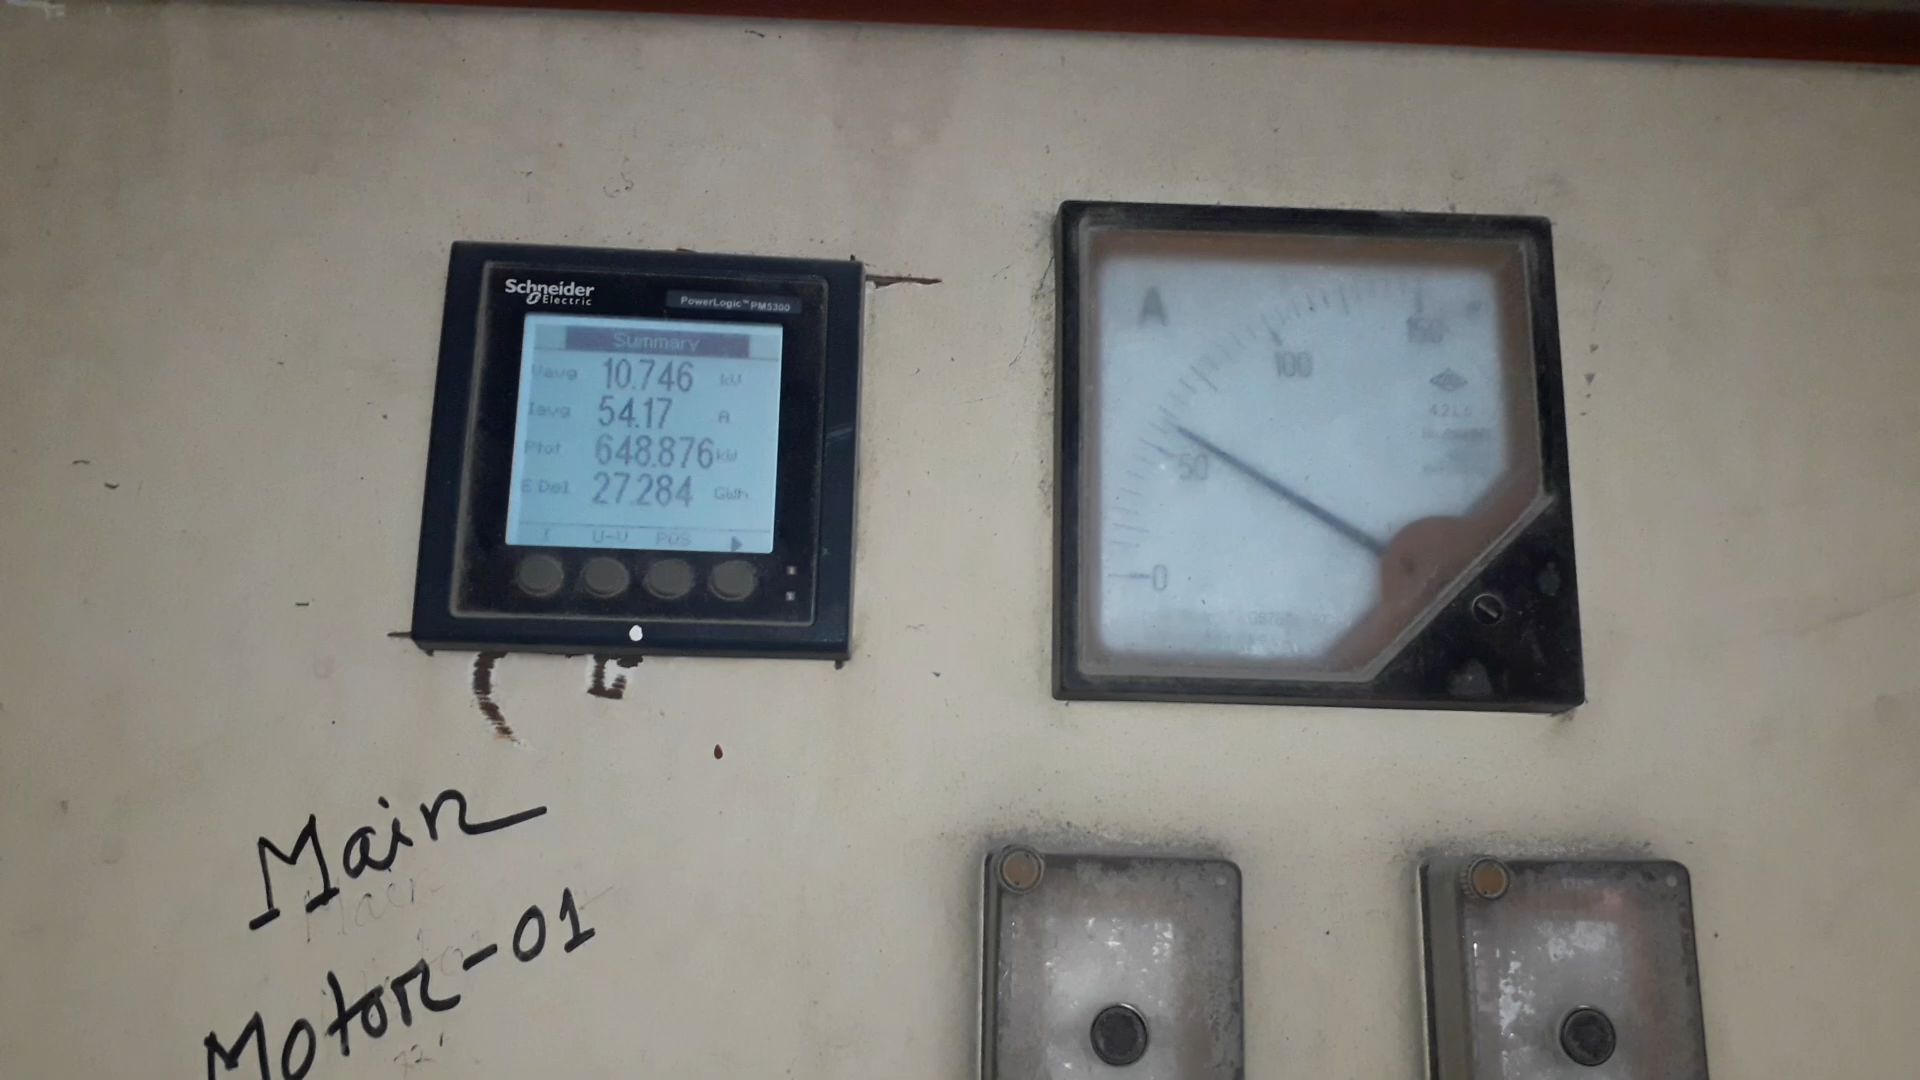 Schneider
Electric
PowerLogic™ PM5300
Summary
Vavg 10.746 kV
Iavg 54.17 A
Ptot 648.876 kW
E Del 27.284 GWh
U-V PQS
A
150
100
50
0
Main
Motor-01